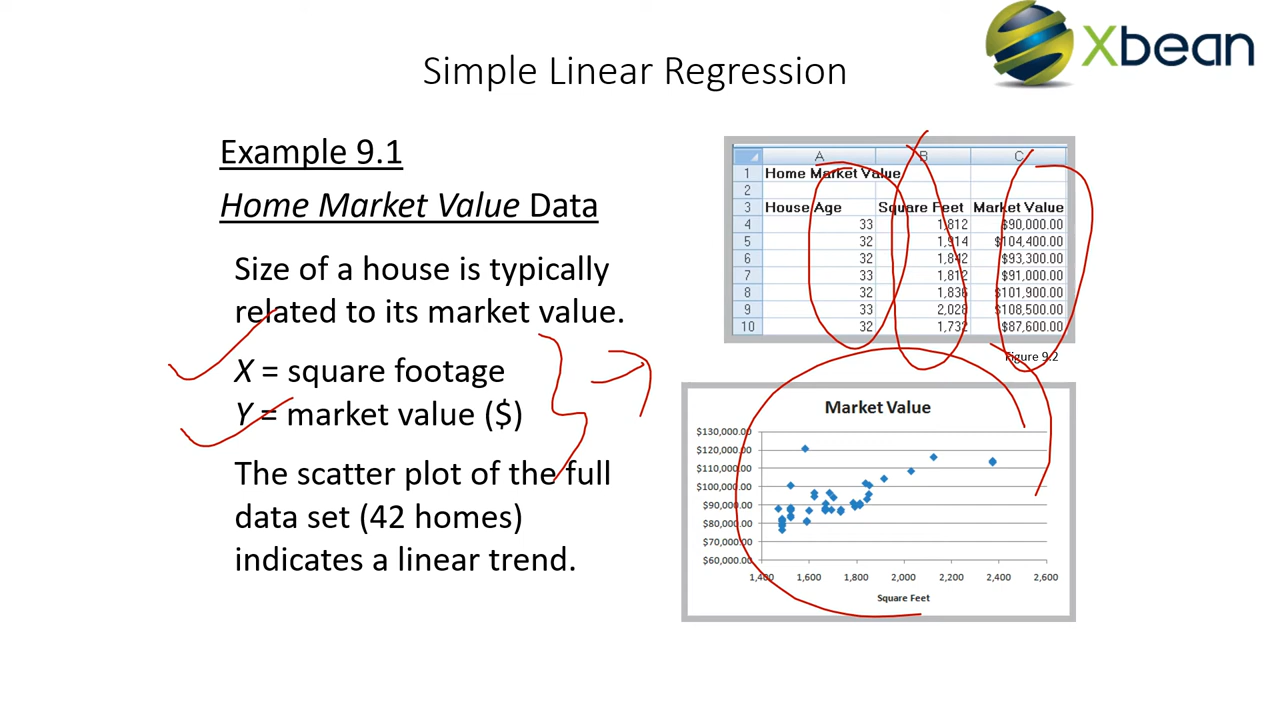 Xbean
Simple Linear Regression
Example 9.1
Home Market Value Data
Size of a house is typically
related to its market value.
X = square footage
Y = market value ($)
The scatter plot of the full
data set (42 homes)
indicates a linear trend.
A B C
1 Home Market Value
2
3 House Age Square Feet Market Value
4 33 1,812 $90,000.00
5 32 1,914 $104,400.00
6 32 1,842 $93,300.00
7 33 1,812 $91,000.00
8 32 1,836 $101,900.00
9 33 2,028 $108,500.00
10 32 1,732 $87,600.00
Figure 9.2
Market Value
$130,000.00
$120,000.00
$110,000.00
$100,000.00
$90,000.00
$80,000.00
$70,000.00
$60,000.00
1,400 1,600 1,800 2,000 2,200 2,400 2,600
Square Feet